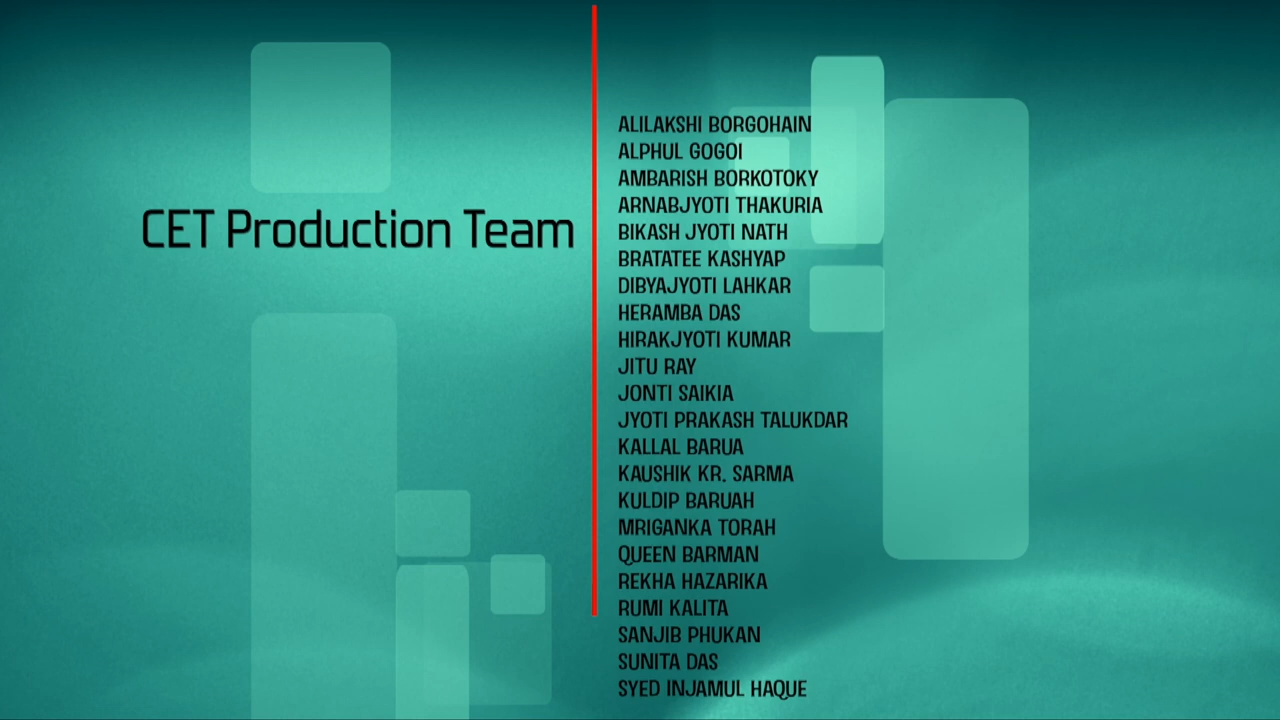 CET Production Team
ALILAKSHI BORGOHAIN
ALPHUL GOGOI
AMBARISH BORKOTOKY
ARNABJYOTI THAKURIA
BIKASH JYOTI NATH
BRATATEE KASHYAP
DIBYAJYOTI LAHKAR
HERAMBA DAS
HIRAKJYOTI KUMAR
JITU RAY
JONTI SAIKIA
JYOTI PRAKASH TALUKDAR
KALLAL BARUA
KAUSHIK KR. SARMA
KULDIP BARUAH
MRIGANKA TORAH
QUEEN BARMAN
REKHA HAZARIKA
RUMI KALITA
SANJIB PHUKAN
SUNITA DAS
SYED INJAMUL HAQUE